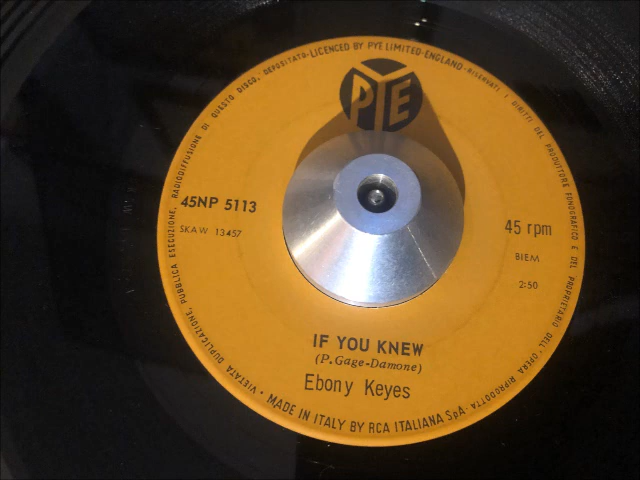 DEPOSITATO-LICENCED BY PYE LIMITED-ENGLAND-RISERVATI I DIRITTI DEL PRODUTTORE FONOGRAFICO E DEL PROPRIETARIO DELL'OPERA RIPRODOTTA.
PYE
45NP 5113
SKAW 13457
45 rpm
BIEM
2:50
IF YOU KNEW
(P. Gage-Damone)
Ebony Keyes
• VIETATA DUPLICAZIONE, PUBBLICA ESECUZIONE, RADIODIFFUSIONE DI QUESTO DISCO.
• MADE IN ITALY BY RCA ITALIANA SpA.